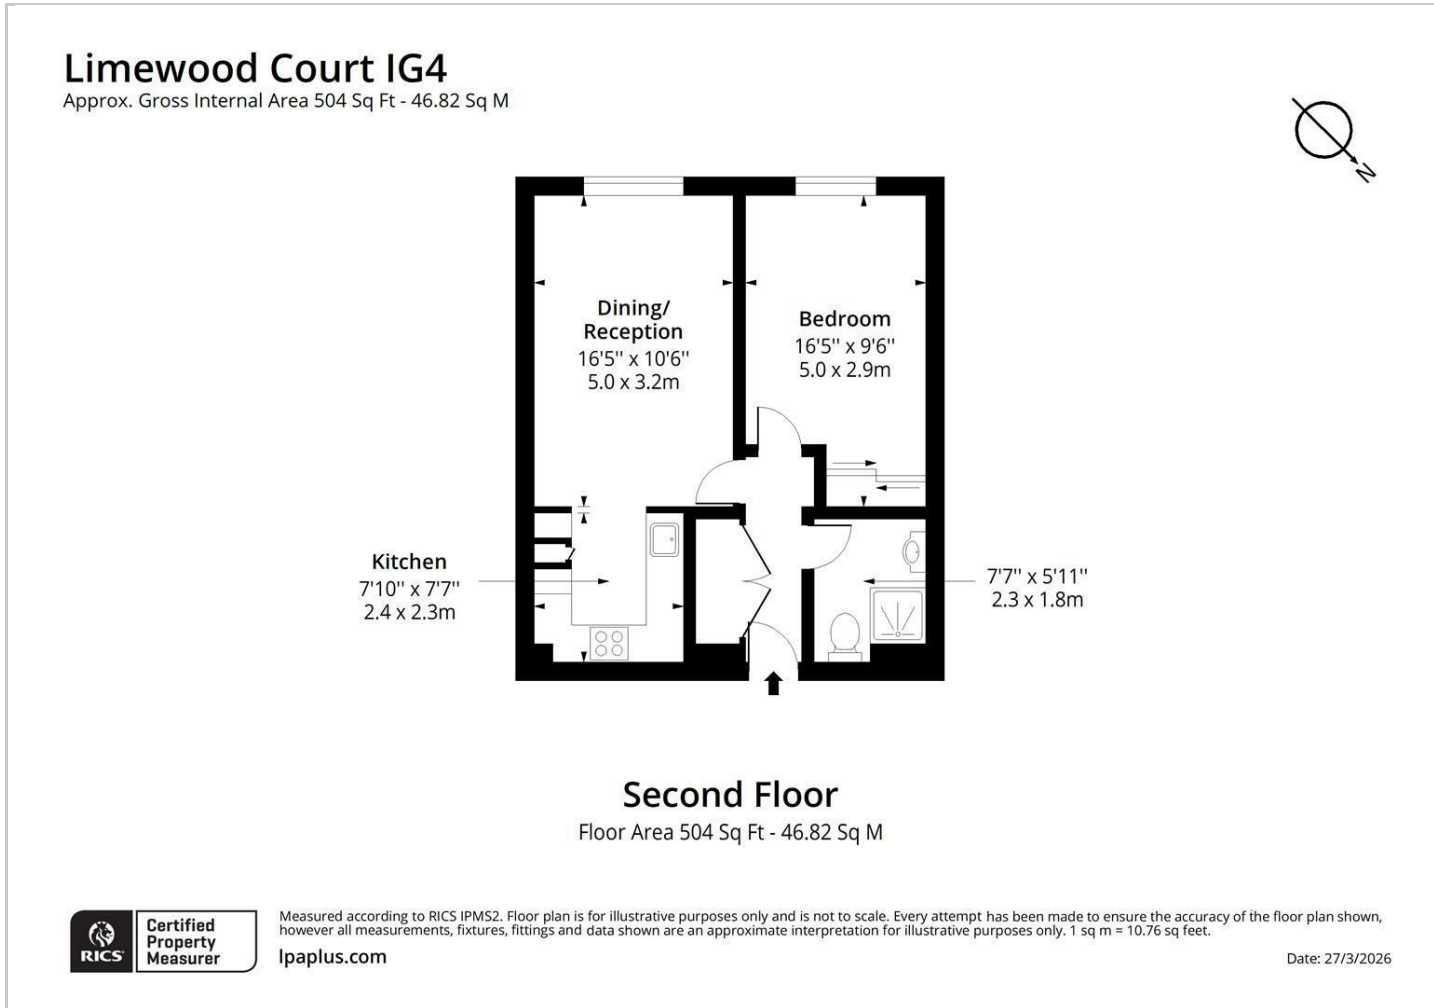 Limewood Court IG4
Approx. Gross Internal Area 504 Sq Ft - 46.82 Sq M
N
Dining/
Reception
16'5'' x 10'6''
5.0 x 3.2m
Bedroom
16'5'' x 9'6''
5.0 x 2.9m
Kitchen
7'10'' x 7'7''
2.4 x 2.3m
7'7'' x 5'11''
2.3 x 1.8m
Second Floor
Floor Area 504 Sq Ft - 46.82 Sq M
RICS
Certified
Property
Measurer
Measured according to RICS IPMS2. Floor plan is for illustrative purposes only and is not to scale. Every attempt has been made to ensure the accuracy of the floor plan shown,
however all measurements, fixtures, fittings and data shown are an approximate interpretation for illustrative purposes only. 1 sq m = 10.76 sq feet.
lpaplus.com
Date: 27/3/2026